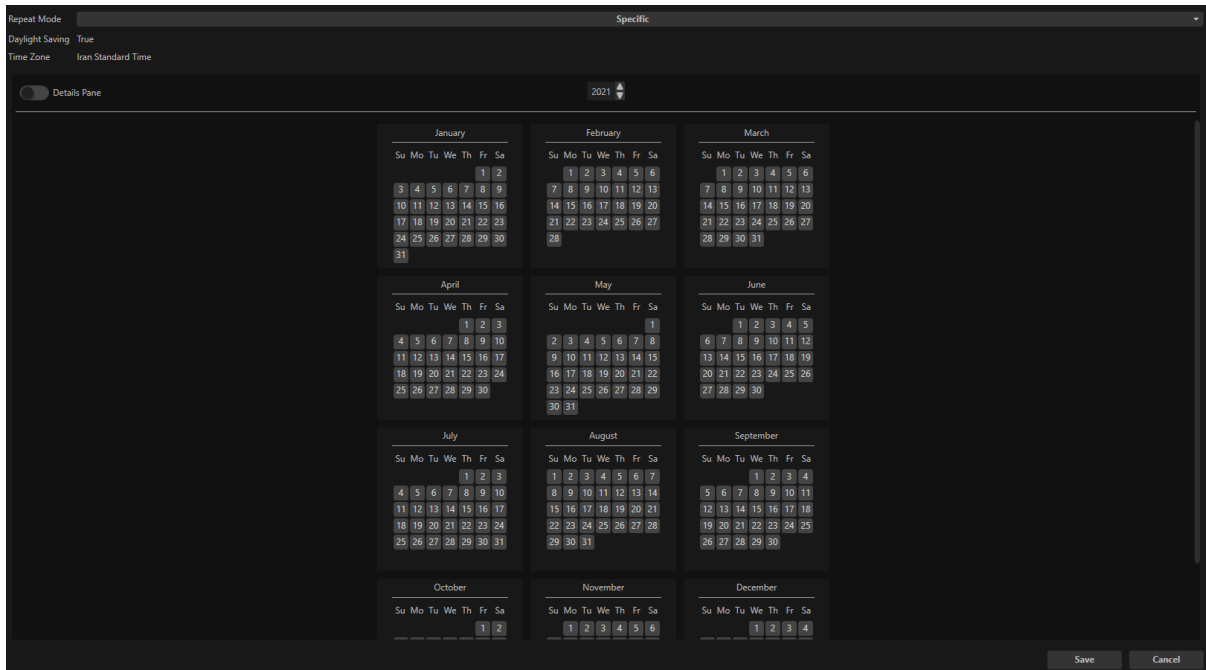 Repeat Mode Specific
Daylight Saving True
Time Zone Iran Standard Time
Details Pane 2021
January
Su Mo Tu We Th Fr Sa
1 2
3 4 5 6 7 8 9
10 11 12 13 14 15 16
17 18 19 20 21 22 23
24 25 26 27 28 29 30
31
February
Su Mo Tu We Th Fr Sa
1 2 3 4 5 6
7 8 9 10 11 12 13
14 15 16 17 18 19 20
21 22 23 24 25 26 27
28
March
Su Mo Tu We Th Fr Sa
1 2 3 4 5 6
7 8 9 10 11 12 13
14 15 16 17 18 19 20
21 22 23 24 25 26 27
28 29 30 31
April
Su Mo Tu We Th Fr Sa
1 2 3
4 5 6 7 8 9 10
11 12 13 14 15 16 17
18 19 20 21 22 23 24
25 26 27 28 29 30
May
Su Mo Tu We Th Fr Sa
1
2 3 4 5 6 7 8
9 10 11 12 13 14 15
16 17 18 19 20 21 22
23 24 25 26 27 28 29
30 31
June
Su Mo Tu We Th Fr Sa
1 2 3 4 5
6 7 8 9 10 11 12
13 14 15 16 17 18 19
20 21 22 23 24 25 26
27 28 29 30
July
Su Mo Tu We Th Fr Sa
1 2 3
4 5 6 7 8 9 10
11 12 13 14 15 16 17
18 19 20 21 22 23 24
25 26 27 28 29 30 31
August
Su Mo Tu We Th Fr Sa
1 2 3 4 5 6 7
8 9 10 11 12 13 14
15 16 17 18 19 20 21
22 23 24 25 26 27 28
29 30 31
September
Su Mo Tu We Th Fr Sa
1 2 3 4
5 6 7 8 9 10 11
12 13 14 15 16 17 18
19 20 21 22 23 24 25
26 27 28 29 30
October
Su Mo Tu We Th Fr Sa
1 2
November
Su Mo Tu We Th Fr Sa
1 2 3 4 5 6
December
Su Mo Tu We Th Fr Sa
1 2 3 4
Save Cancel